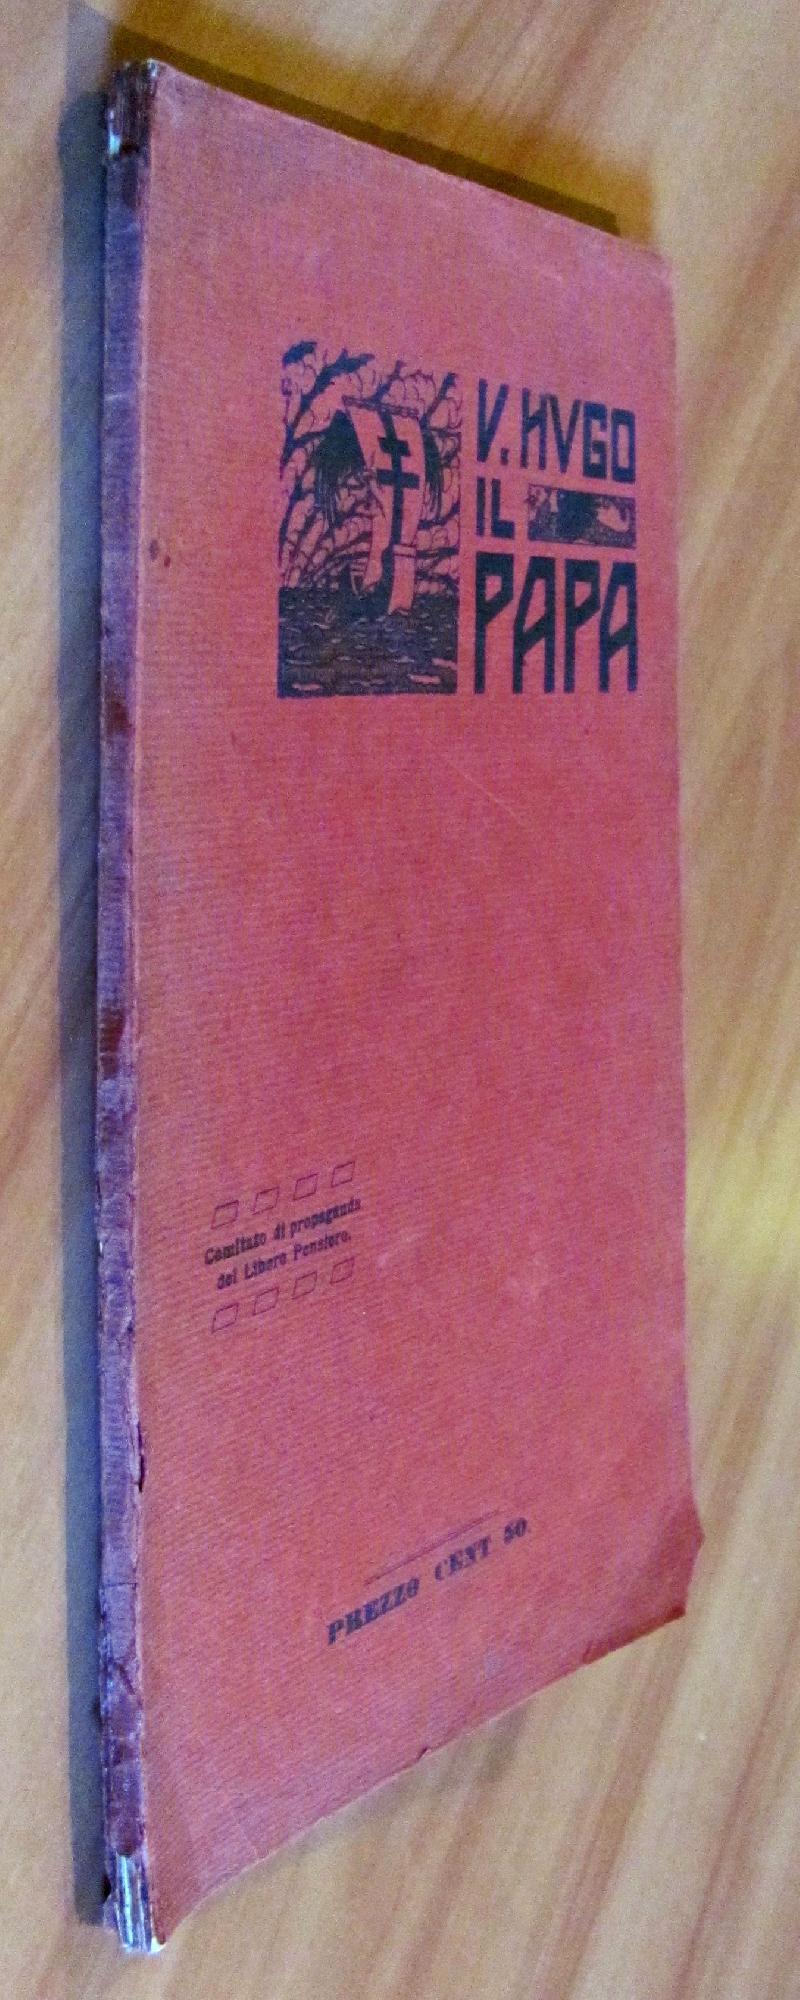 V. HVGO
IL
PAPA
Comitato di propaganda
del Libero Pensiero.
PREZZO CENT 50